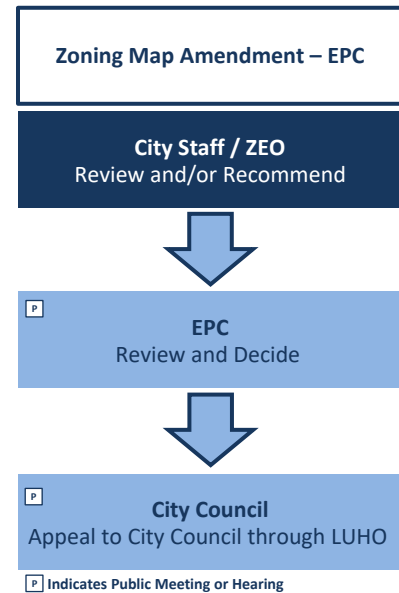 Zoning Map Amendment – EPC
City Staff / ZEO
Review and/or Recommend
P
EPC
Review and Decide
P
City Council
Appeal to City Council through LUHO
P Indicates Public Meeting or Hearing